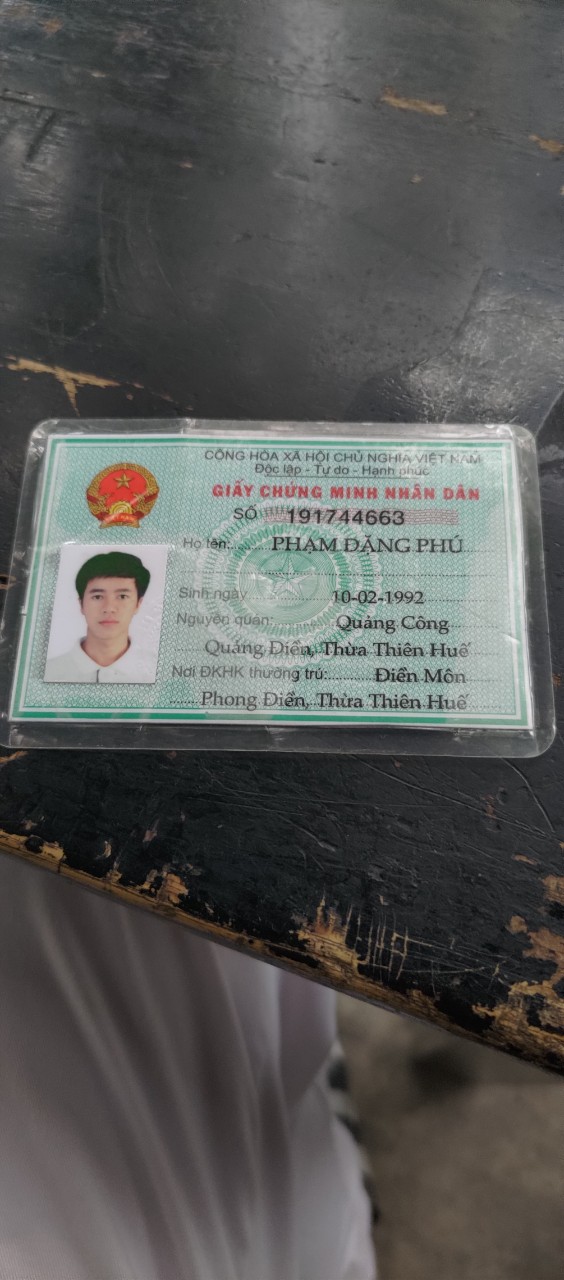 CỘNG HÒA XÃ HỘI CHỦ NGHĨA VIỆT NAM
Độc lập - Tự do - Hạnh phúc
GIẤY CHỨNG MINH NHÂN DÂN
SỐ 191744663
Họ tên: PHẠM ĐẶNG PHÚ
Sinh ngày 10-02-1992
Nguyên quán: Quảng Công
Quảng Điền, Thừa Thiên Huế
Nơi ĐKHK thường trú: Điền Môn
Phong Điền, Thừa Thiên Huế